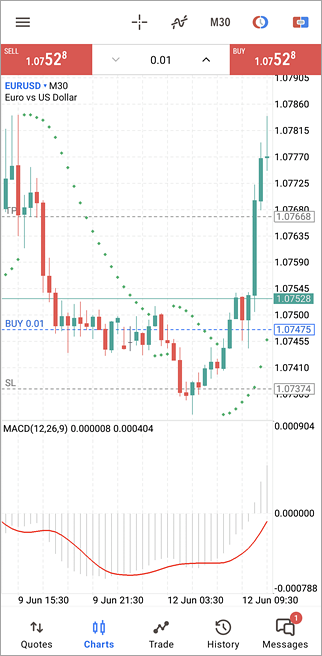 M30
SELL
1.07528
0.01
BUY
1.07528
EURUSD M30
Euro vs US Dollar
1.07905
1.07860
1.07815
1.07770
1.07725
1.07680
TP
1.07668
1.07635
1.07590
1.07545
1.07528
1.07500
BUY 0.01
1.07475
1.07455
1.07410
SL
1.07374
MACD(12,26,9) 0.000008 0.000404
0.000904
0.000000
-0.000788
9 Jun 15:30
9 Jun 21:30
12 Jun 03:30
12 Jun 09:30
1
Quotes
Charts
Trade
History
Messages